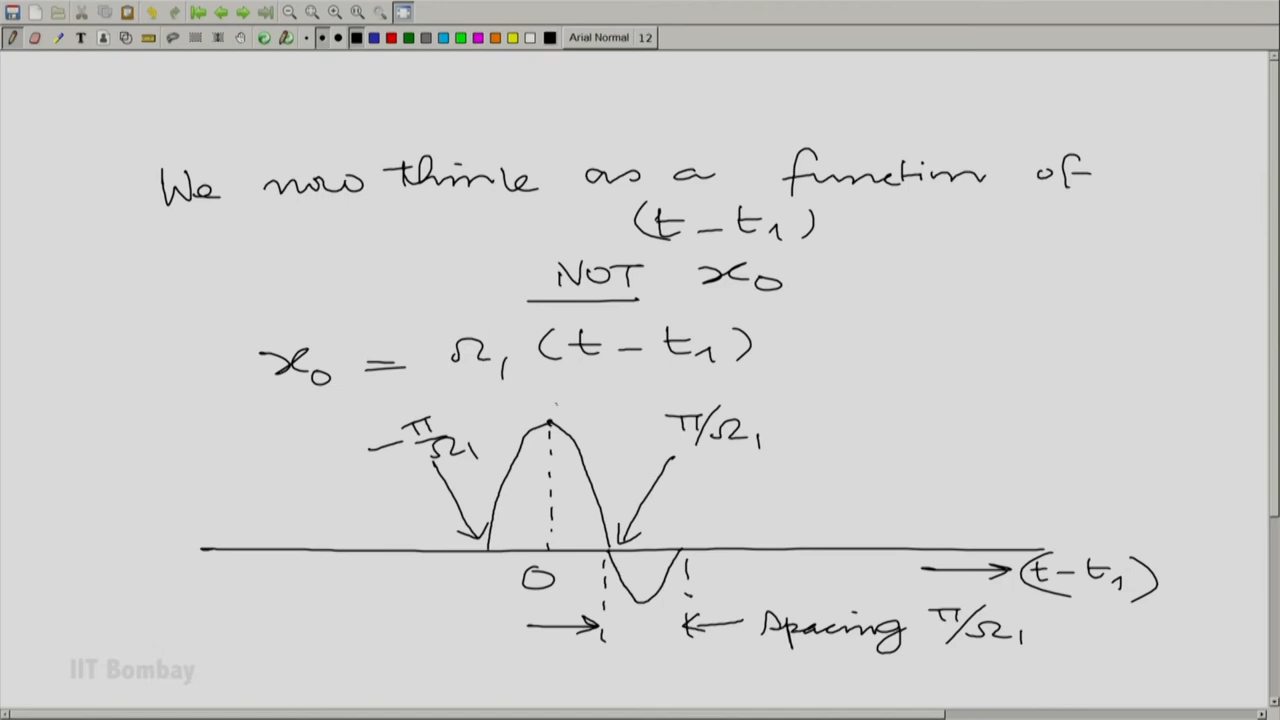 Arial Normal 12
We now think as a function of
(t - t₁)
NOT x₀
x₀ = Ω₁ (t - t₁)
-π/Ω₁
π/Ω₁
0
(t - t₁)
Spacing π/Ω₁
IIT Bombay